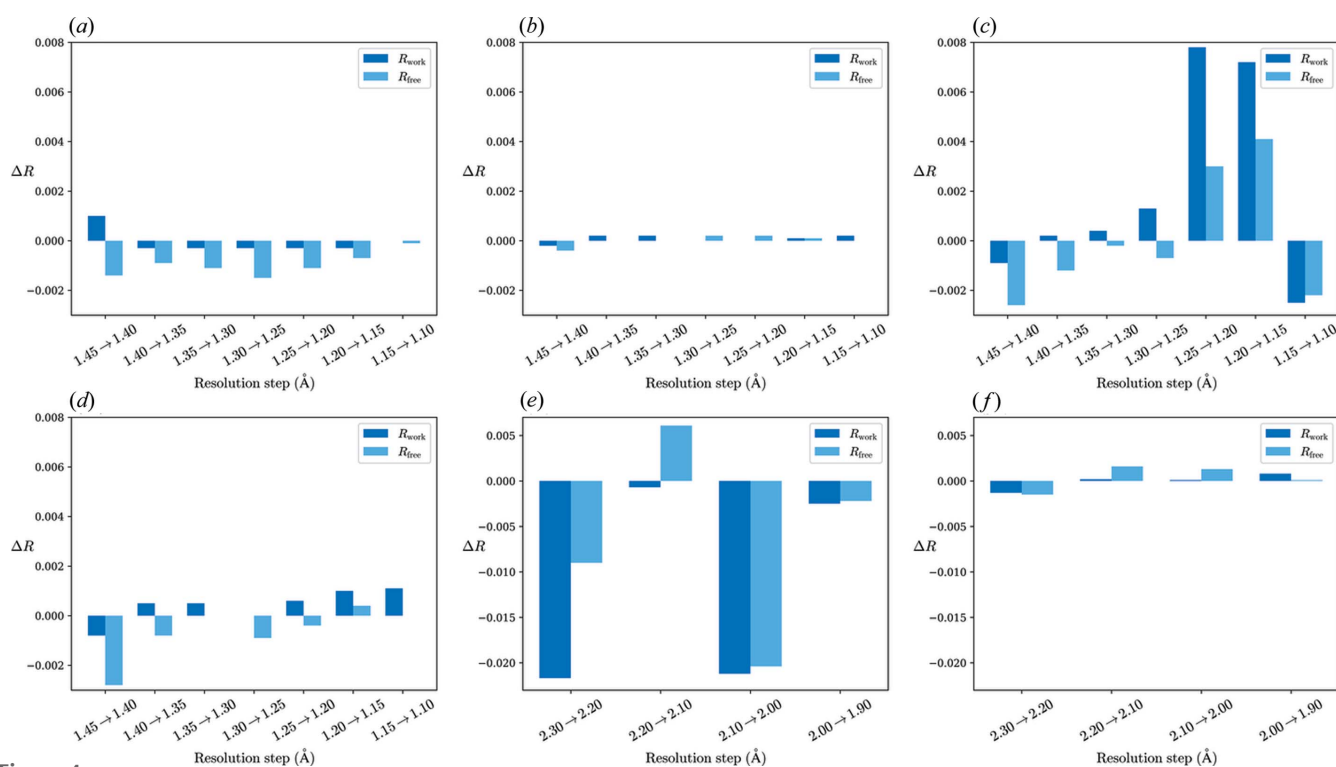 (a)
0.008
0.006
0.004
0.002
0.000
−0.002
ΔR
R_work
R_free
1.45→1.40
1.40→1.35
1.35→1.30
1.30→1.25
1.25→1.20
1.20→1.15
1.15→1.10
Resolution step (Å)
(b)
0.008
0.006
0.004
0.002
0.000
−0.002
ΔR
R_work
R_free
1.45→1.40
1.40→1.35
1.35→1.30
1.30→1.25
1.25→1.20
1.20→1.15
1.15→1.10
Resolution step (Å)
(c)
0.008
0.006
0.004
0.002
0.000
−0.002
ΔR
R_work
R_free
1.45→1.40
1.40→1.35
1.35→1.30
1.30→1.25
1.25→1.20
1.20→1.15
1.15→1.10
Resolution step (Å)
(d)
0.008
0.006
0.004
0.002
0.000
−0.002
ΔR
R_work
R_free
1.45→1.40
1.40→1.35
1.35→1.30
1.30→1.25
1.25→1.20
1.20→1.15
1.15→1.10
Resolution step (Å)
(e)
0.005
0.000
−0.005
−0.010
−0.015
−0.020
ΔR
R_work
R_free
2.30→2.20
2.20→2.10
2.10→2.00
2.00→1.90
Resolution step (Å)
(f)
0.005
0.000
−0.005
−0.010
−0.015
−0.020
ΔR
R_work
R_free
2.30→2.20
2.20→2.10
2.10→2.00
2.00→1.90
Resolution step (Å)